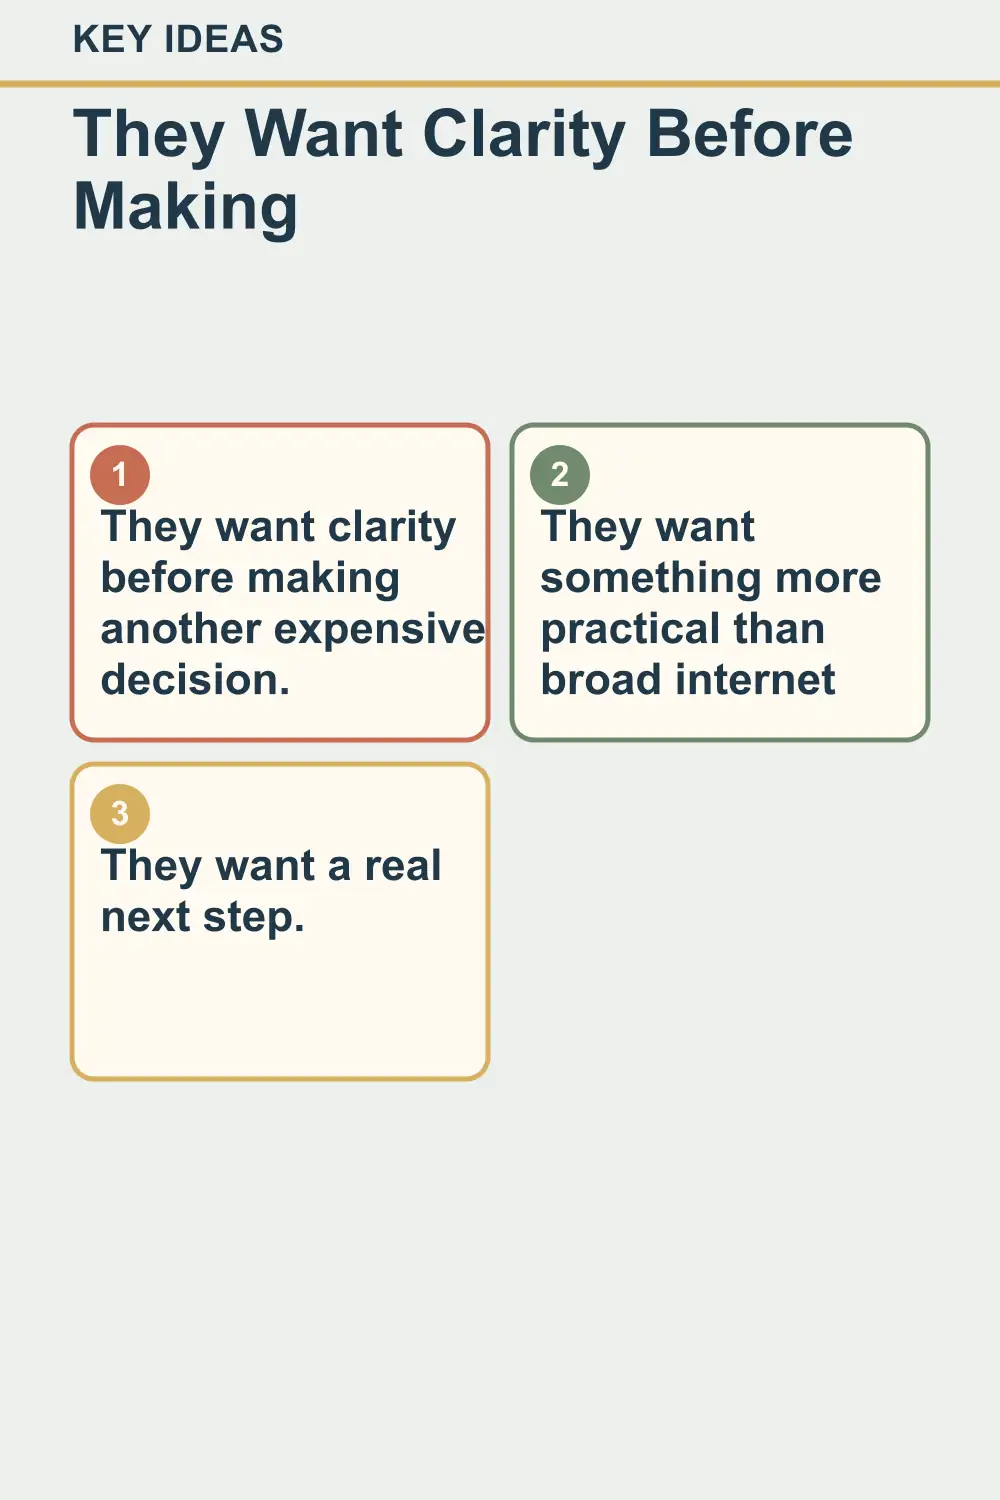 KEY IDEAS
They Want Clarity Before
Making
1
They want clarity
before making
another expensive
decision.
2
They want
something more
practical than
broad internet
3
They want a real
next step.